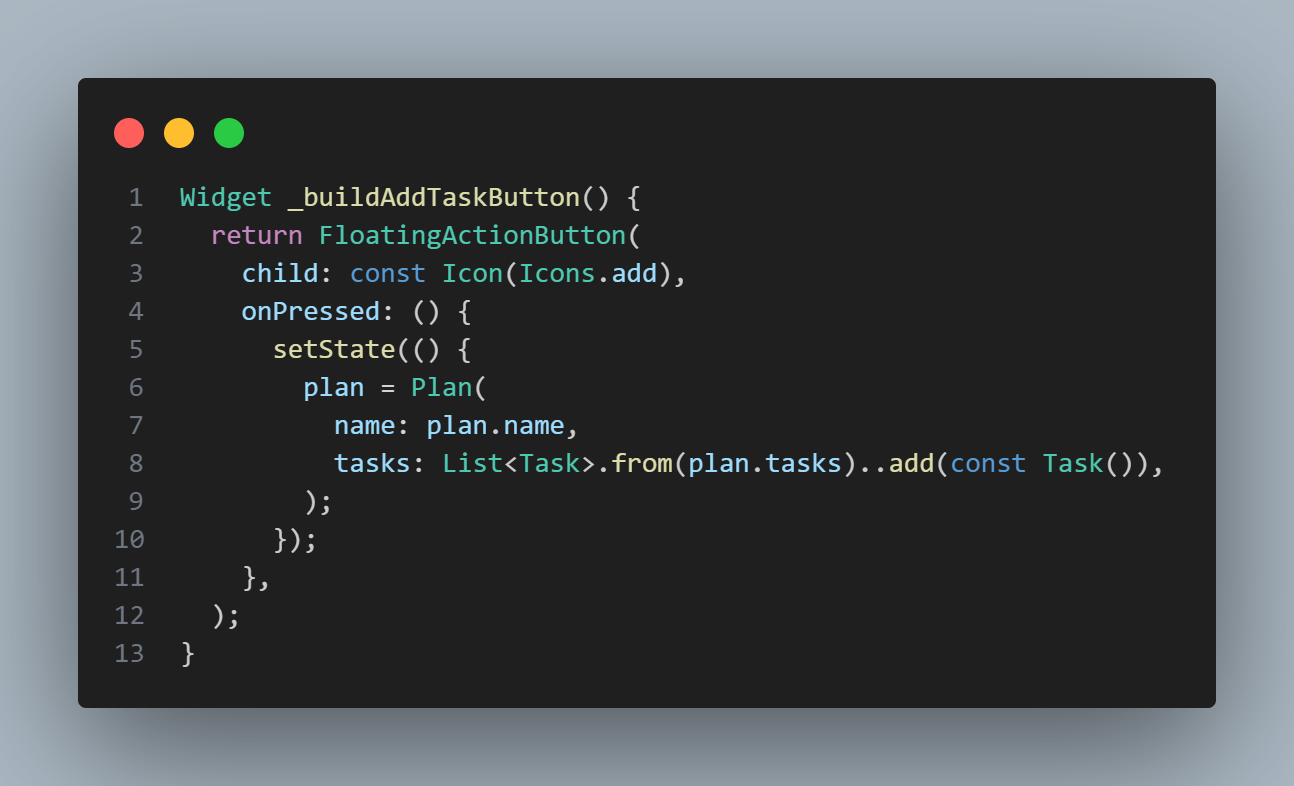 1 Widget _buildAddTaskButton() {
2   return FloatingActionButton(
3     child: const Icon(Icons.add),
4     onPressed: () {
5       setState(() {
6         plan = Plan(
7           name: plan.name,
8           tasks: List<Task>.from(plan.tasks)..add(const Task()),
9         );
10       });
11     },
12   );
13 }